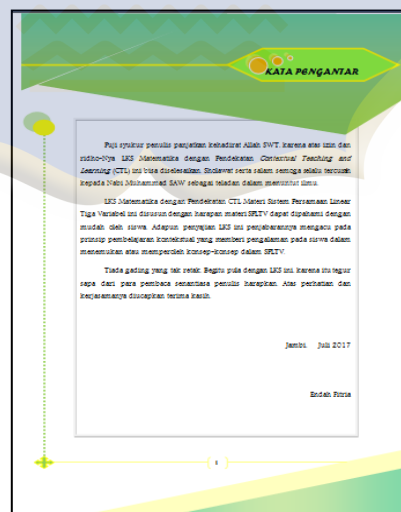 KATA PENGANTAR
Puji syukur penulis panjatkan kehadirat Allah SWT. karena atas izin dan
ridho-Nya LKS Matematika dengan Pendekatan Contextual Teaching and
Learning (CTL) ini bisa diselesaikan. Sholawat serta salam semoga selalu tercurah
kepada Nabi Muhammad SAW sebagai teladan dalam menuntut ilmu.
LKS Matematika dengan Pendekatan CTL Materi Sistem Persamaan Linear
Tiga Variabel ini disusun dengan harapan materi SPLTV dapat dipahami dengan
mudah oleh siswa. Adapun penyajian LKS ini penjabarannya mengacu pada
prinsip pembelajaran kontekstual yang memberi pengalaman pada siswa dalam
menemukan atau memperoleh konsep-konsep dalam SPLTV.
Tiada gading yang tak retak. Begitu pula dengan LKS ini, karena itu tegur
sapa dari para pembaca senantiasa penulis harapkan. Atas perhatian dan
kerjasamanya diucapkan terima kasih.
Jambi, Juli 2017
Endah Fitria